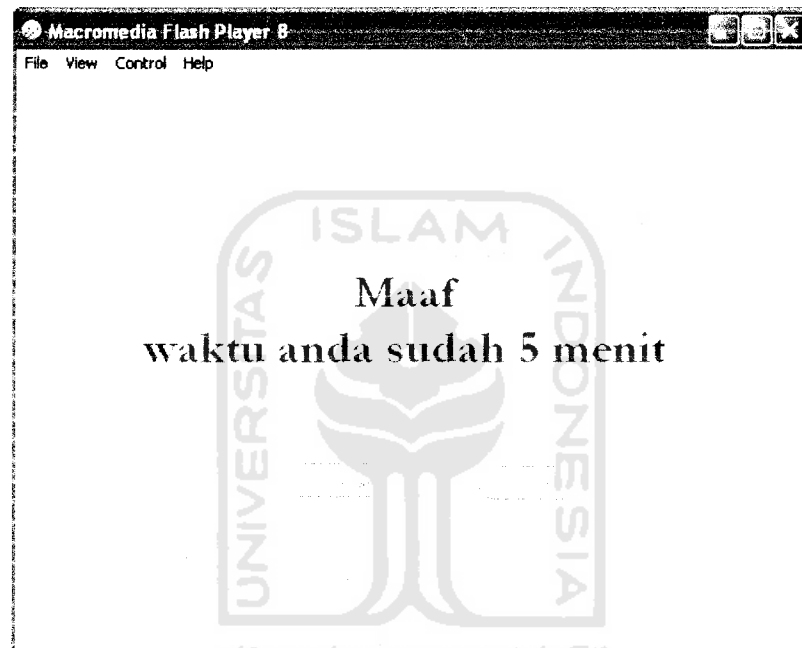 Macromedia Flash Player 8
File View Control Help
Maaf
waktu anda sudah 5 menit
UNIVERSITAS ISLAM INDONESIA